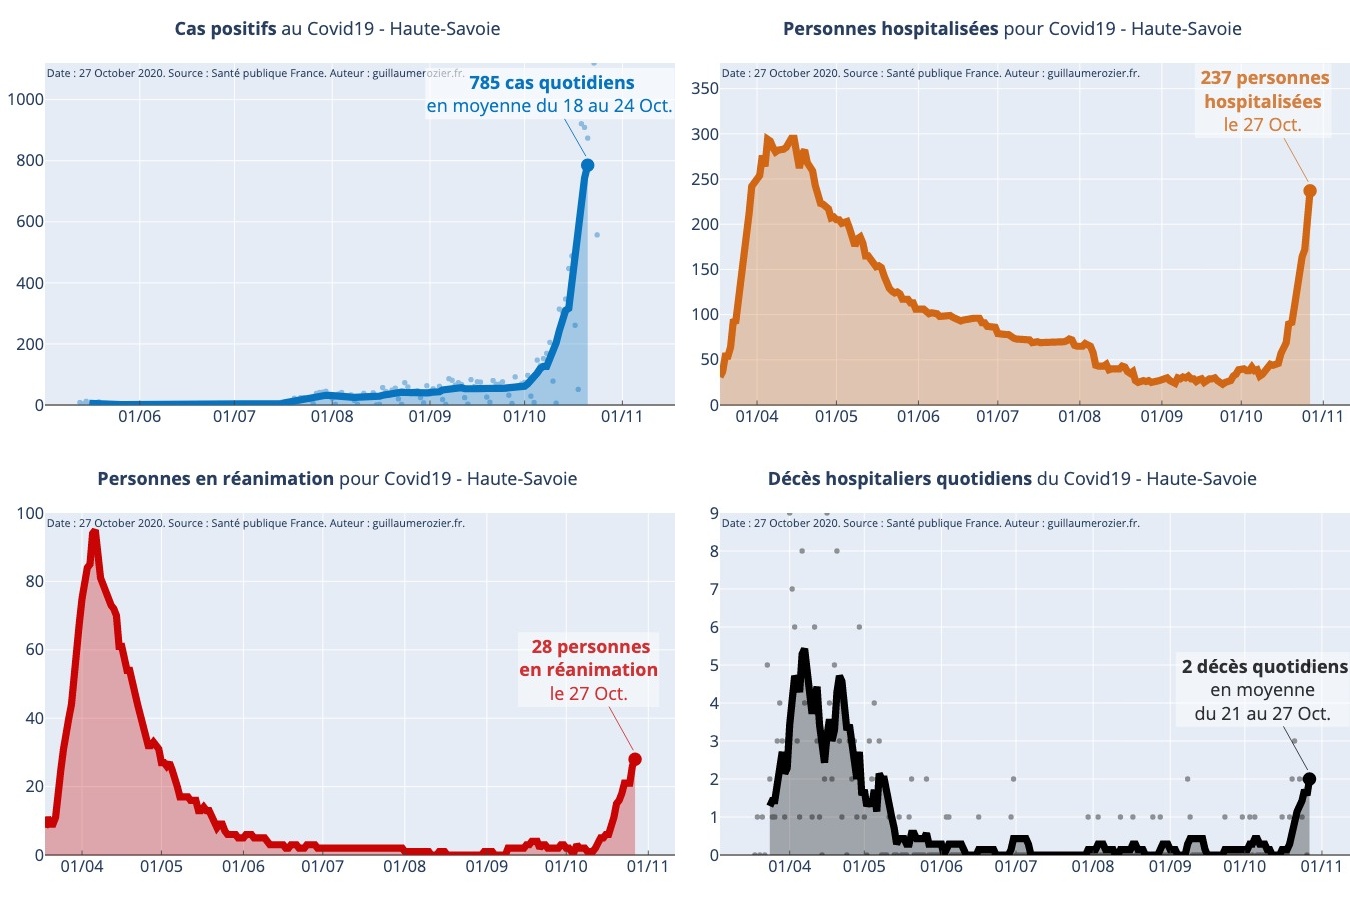 Cas positifs au Covid19 - Haute-Savoie
Date : 27 October 2020. Source : Santé publique France. Auteur : guillaumerozier.fr.
785 cas quotidiens
en moyenne du 18 au 24 Oct.
1000
800
600
400
200
0
01/06 01/07 01/08 01/09 01/10 01/11
Personnes hospitalisées pour Covid19 - Haute-Savoie
Date : 27 October 2020. Source : Santé publique France. Auteur : guillaumerozier.fr.
237 personnes
hospitalisées
le 27 Oct.
350
300
250
200
150
100
50
0
01/04 01/05 01/06 01/07 01/08 01/09 01/10 01/11
Personnes en réanimation pour Covid19 - Haute-Savoie
Date : 27 October 2020. Source : Santé publique France. Auteur : guillaumerozier.fr.
28 personnes
en réanimation
le 27 Oct.
100
80
60
40
20
0
01/04 01/05 01/06 01/07 01/08 01/09 01/10 01/11
Décès hospitaliers quotidiens du Covid19 - Haute-Savoie
Date : 27 October 2020. Source : Santé publique France. Auteur : guillaumerozier.fr.
2 décès quotidiens
en moyenne
du 21 au 27 Oct.
9
8
7
6
5
4
3
2
1
0
01/04 01/05 01/06 01/07 01/08 01/09 01/10 01/11